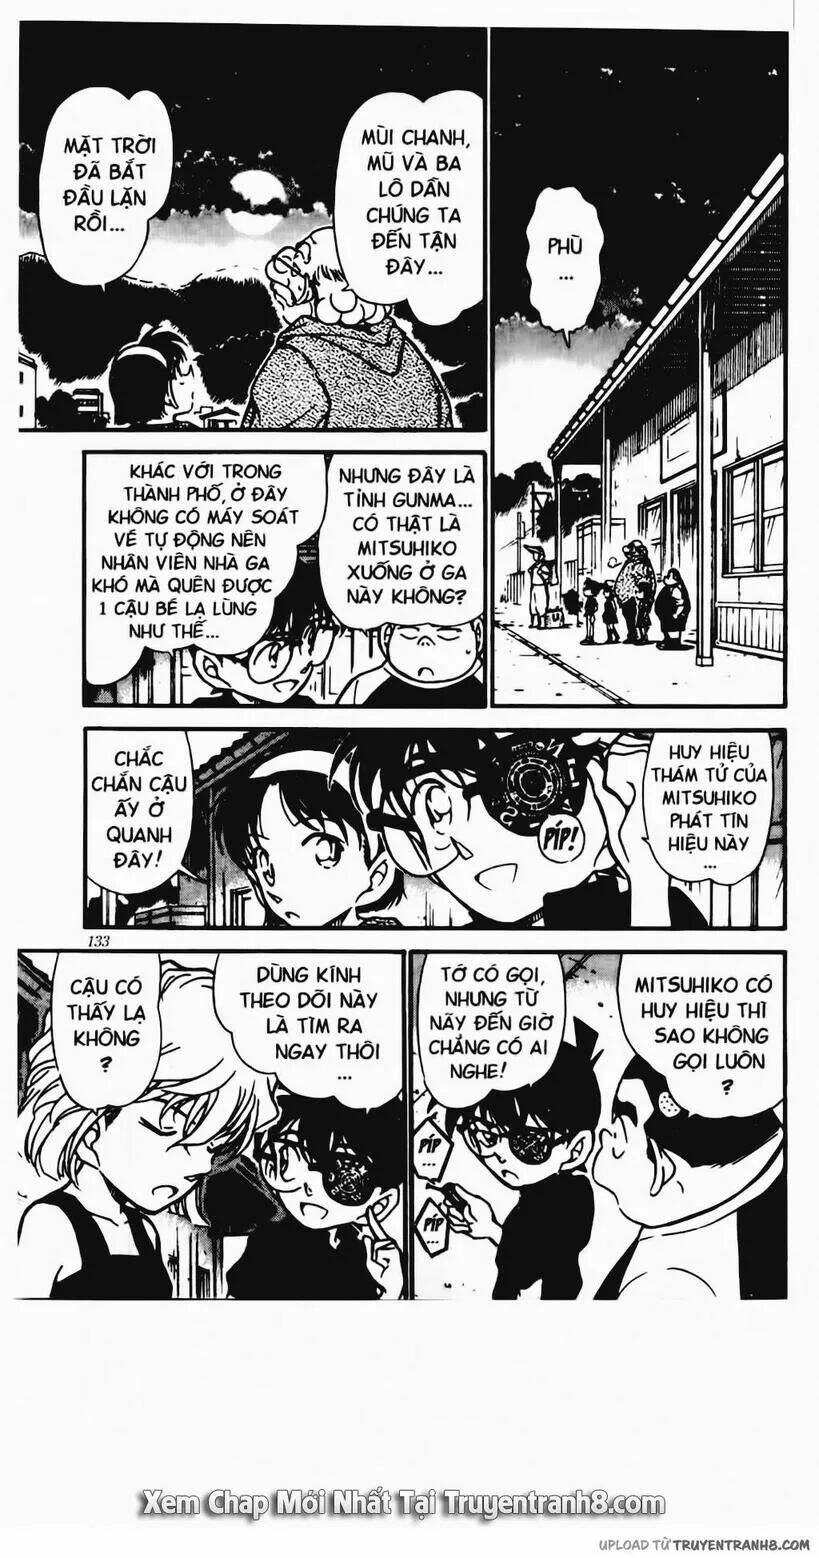 PHÙ
...
MÙI CHANH,
MŨ VÀ BA
LÔ DẪN
CHÚNG TA
ĐẾN TẬN
ĐÂY...
MẶT TRỜI
ĐÃ BẮT
ĐẦU LẶN
RỒI...
NHƯNG ĐÂY LÀ
TỈNH GUNMA...
CÓ THẬT LÀ
MITSUHIKO
XUỐNG Ở GA
NÀY KHÔNG?
KHÁC VỚI TRONG
THÀNH PHỐ, Ở ĐÂY
KHÔNG CÓ MÁY SOÁT
VÉ TỰ ĐỘNG NÊN
NHÂN VIÊN NHÀ GA
KHÓ MÀ QUÊN ĐƯỢC
1 CẬU BÉ LẠ LÙNG
NHƯ THẾ...
HUY HIỆU
THÁM TỬ CỦA
MITSUHIKO
PHÁT TÍN
HIỆU NÀY
...
PÍP!
CHẮC
CHẮN CẬU
ẤY Ở
QUANH
ĐÂY!
133
MITSUHIKO CÓ
HUY HIỆU THÌ
SAO KHÔNG
GỌI LUÔN
?
TỚ CÓ GỌI,
NHƯNG TỪ
NÃY ĐẾN GIỜ
CHẲNG CÓ AI
NGHE!
PÍP
...
PÍP
...
DÙNG KÍNH
THEO DÕI NÀY
LÀ TÌM RA
NGAY THÔI
...
CẬU CÓ
THẤY LẠ
KHÔNG
?
Xem Chap Mới Nhất Tại Truyentranh8.com
UPLOAD TỪ TRUYENTRANH8.COM